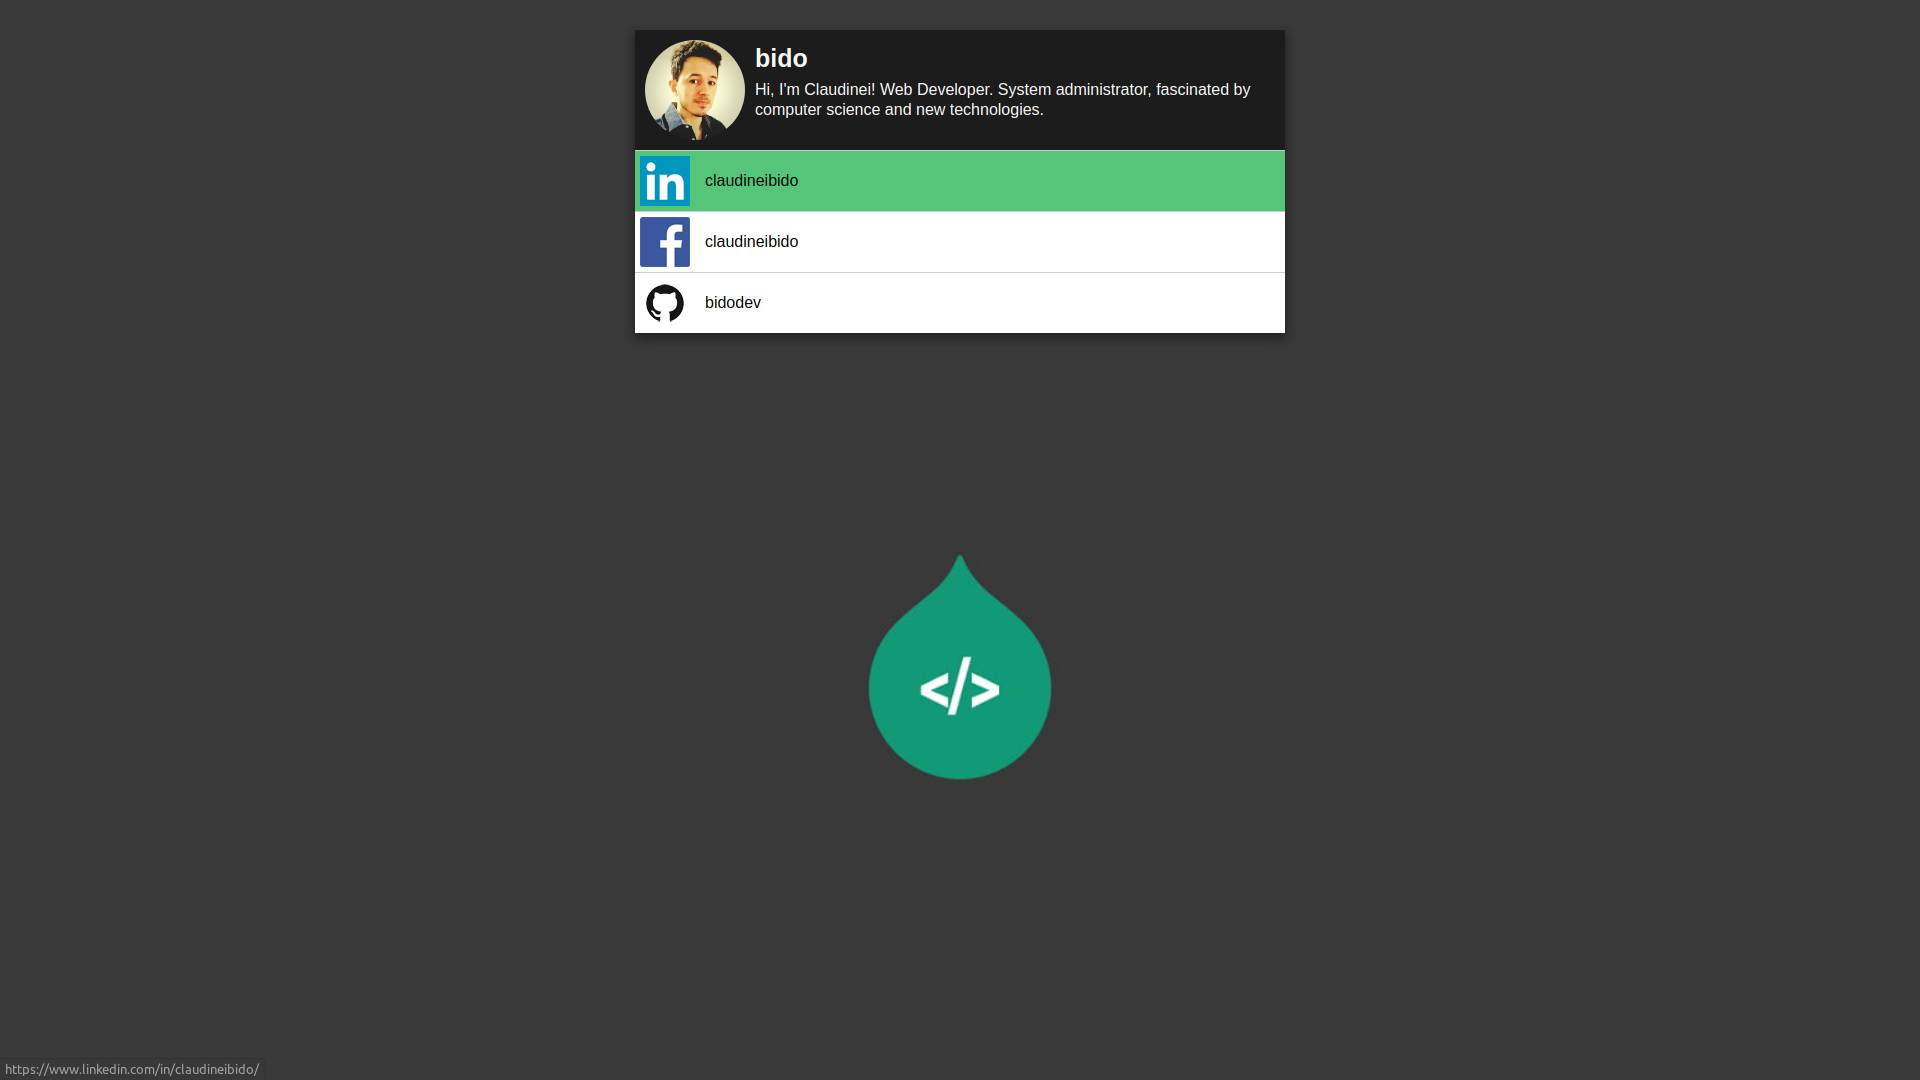 bido
Hi, I'm Claudinei! Web Developer. System administrator, fascinated by
computer science and new technologies.
in
claudineibido
f
claudineibido
bidodev
</>
https://www.linkedin.com/in/claudineibido/